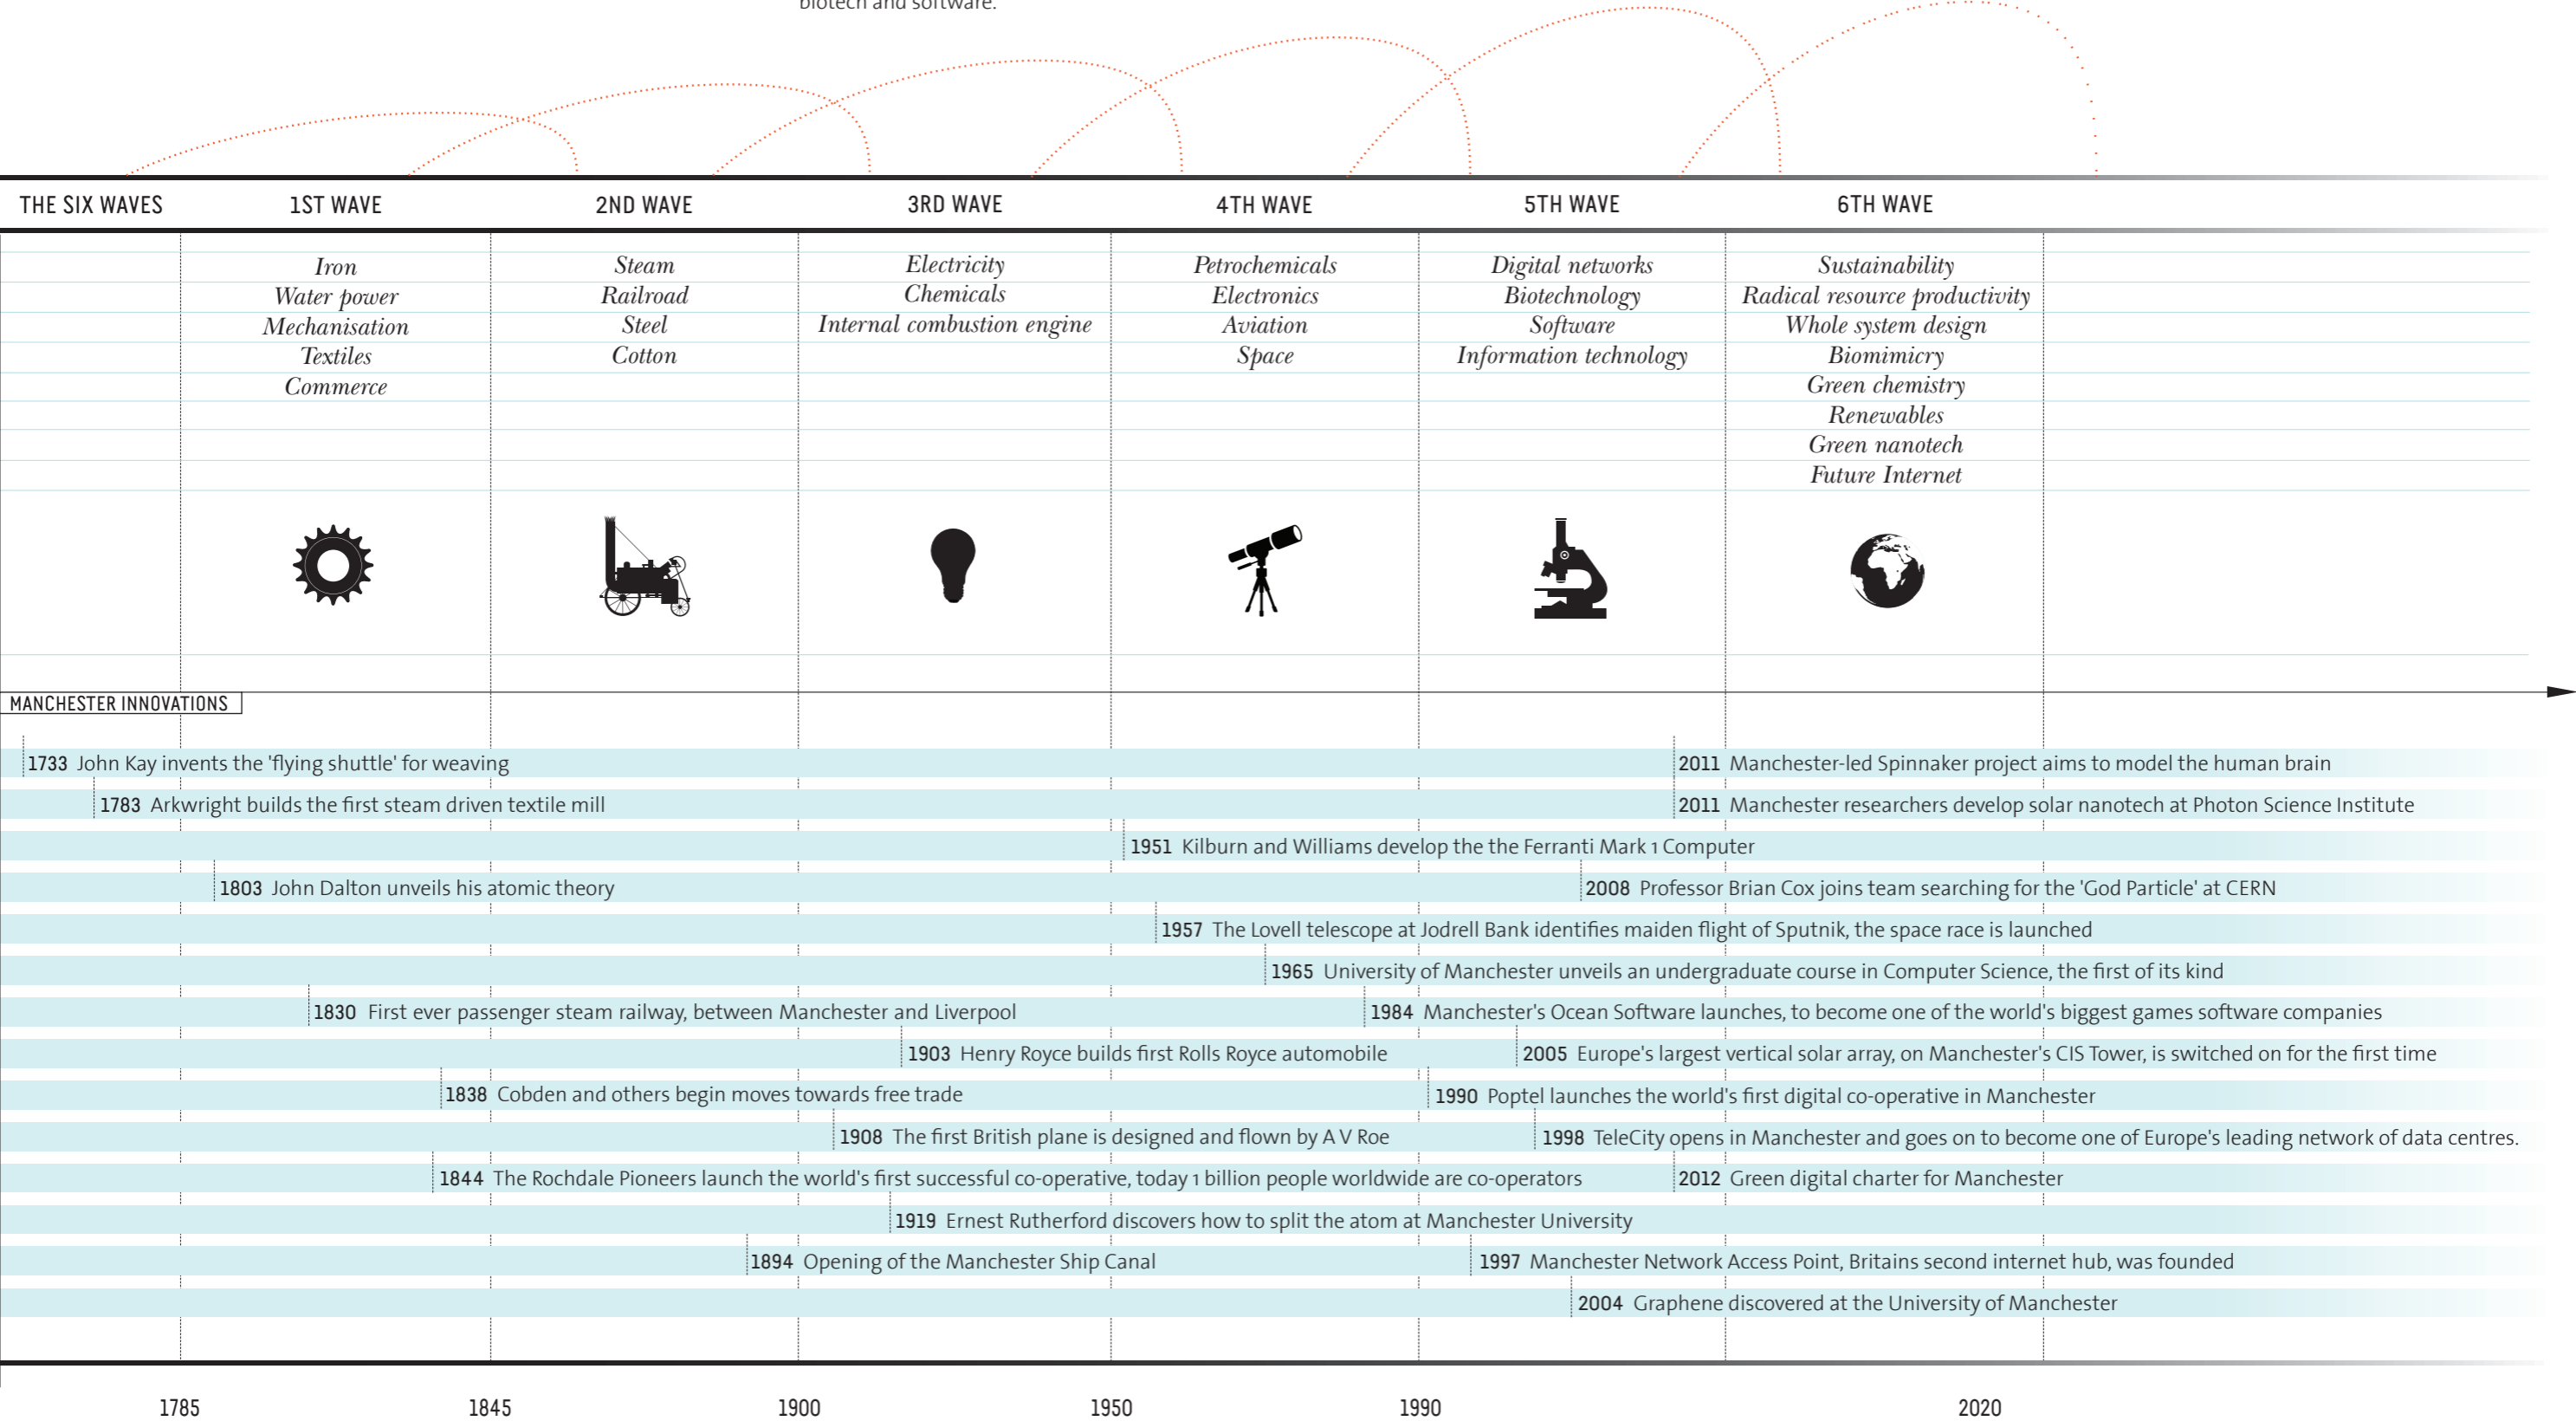 biotech and software.
THE SIX WAVES 1ST WAVE 2ND WAVE 3RD WAVE 4TH WAVE 5TH WAVE 6TH WAVE
Iron
Water power
Mechanisation
Textiles
Commerce
Steam
Railroad
Steel
Cotton
Electricity
Chemicals
Internal combustion engine
Petrochemicals
Electronics
Aviation
Space
Digital networks
Biotechnology
Software
Information technology
Sustainability
Radical resource productivity
Whole system design
Biomimicry
Green chemistry
Renewables
Green nanotech
Future Internet
MANCHESTER INNOVATIONS
1733 John Kay invents the 'flying shuttle' for weaving
2011 Manchester-led Spinnaker project aims to model the human brain
1783 Arkwright builds the first steam driven textile mill
2011 Manchester researchers develop solar nanotech at Photon Science Institute
1951 Kilburn and Williams develop the the Ferranti Mark 1 Computer
1803 John Dalton unveils his atomic theory
2008 Professor Brian Cox joins team searching for the 'God Particle' at CERN
1957 The Lovell telescope at Jodrell Bank identifies maiden flight of Sputnik, the space race is launched
1965 University of Manchester unveils an undergraduate course in Computer Science, the first of its kind
1830 First ever passenger steam railway, between Manchester and Liverpool
1984 Manchester's Ocean Software launches, to become one of the world's biggest games software companies
1903 Henry Royce builds first Rolls Royce automobile
2005 Europe's largest vertical solar array, on Manchester's CIS Tower, is switched on for the first time
1838 Cobden and others begin moves towards free trade
1990 Poptel launches the world's first digital co-operative in Manchester
1908 The first British plane is designed and flown by A V Roe
1998 TeleCity opens in Manchester and goes on to become one of Europe's leading network of data centres.
1844 The Rochdale Pioneers launch the world's first successful co-operative, today 1 billion people worldwide are co-operators
2012 Green digital charter for Manchester
1919 Ernest Rutherford discovers how to split the atom at Manchester University
1894 Opening of the Manchester Ship Canal
1997 Manchester Network Access Point, Britains second internet hub, was founded
2004 Graphene discovered at the University of Manchester
1785 1845 1900 1950 1990 2020